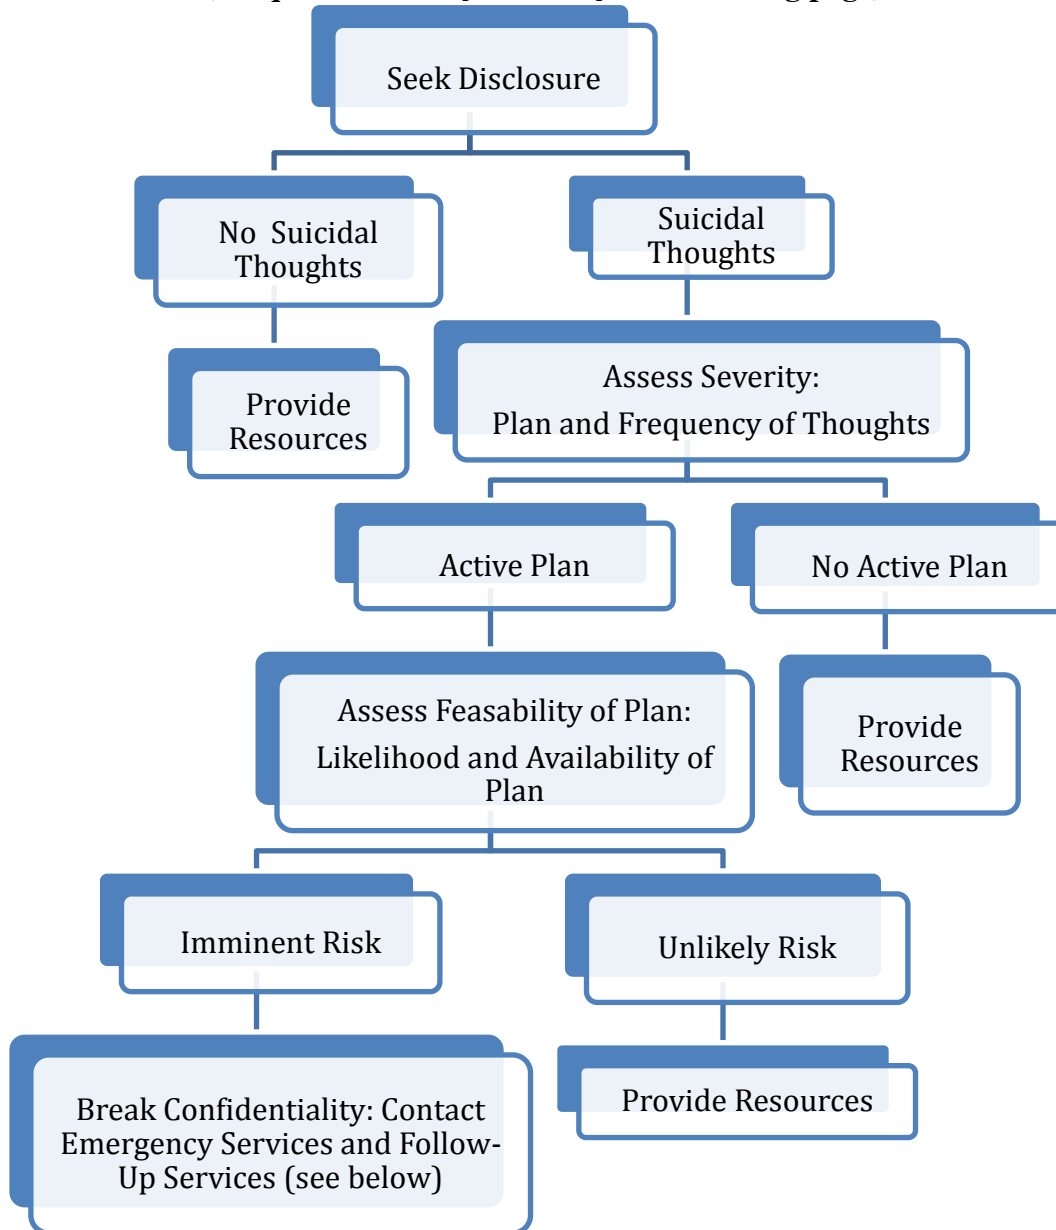 Seek Disclosure
No Suicidal
Thoughts
Suicidal
Thoughts
Provide
Resources
Assess Severity:
Plan and Frequency of Thoughts
Active Plan
No Active Plan
Assess Feasability of Plan:
Likelihood and Availability of
Plan
Provide
Resources
Imminent Risk
Unlikely Risk
Break Confidentiality: Contact
Emergency Services and Follow-
Up Services (see below)
Provide Resources